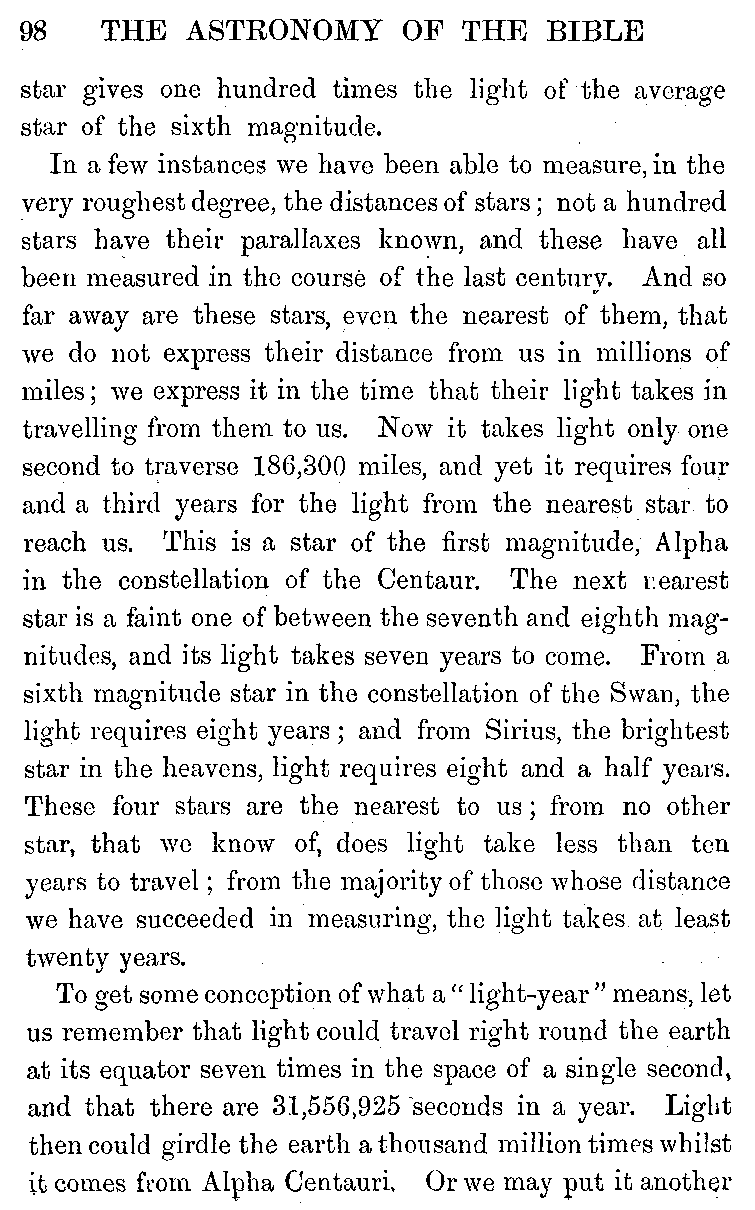 98 THE ASTRONOMY OF THE BIBLE
star gives one hundred times the light of the average
star of the sixth magnitude.
In a few instances we have been able to measure, in the
very roughest degree, the distances of stars; not a hundred
stars have their parallaxes known, and these have all
been measured in the course of the last century. And so
far away are these stars, even the nearest of them, that
we do not express their distance from us in millions of
miles; we express it in the time that their light takes in
travelling from them to us. Now it takes light only one
second to traverse 186,300 miles, and yet it requires four
and a third years for the light from the nearest star to
reach us. This is a star of the first magnitude, Alpha
in the constellation of the Centaur. The next nearest
star is a faint one of between the seventh and eighth mag-
nitudes, and its light takes seven years to come. From a
sixth magnitude star in the constellation of the Swan, the
light requires eight years; and from Sirius, the brightest
star in the heavens, light requires eight and a half years.
These four stars are the nearest to us; from no other
star, that we know of, does light take less than ten
years to travel; from the majority of those whose distance
we have succeeded in measuring, the light takes at least
twenty years.
To get some conception of what a "light-year" means, let
us remember that light could travel right round the earth
at its equator seven times in the space of a single second,
and that there are 31,556,925 seconds in a year. Light
then could girdle the earth a thousand million times whilst
it comes from Alpha Centauri. Or we may put it another